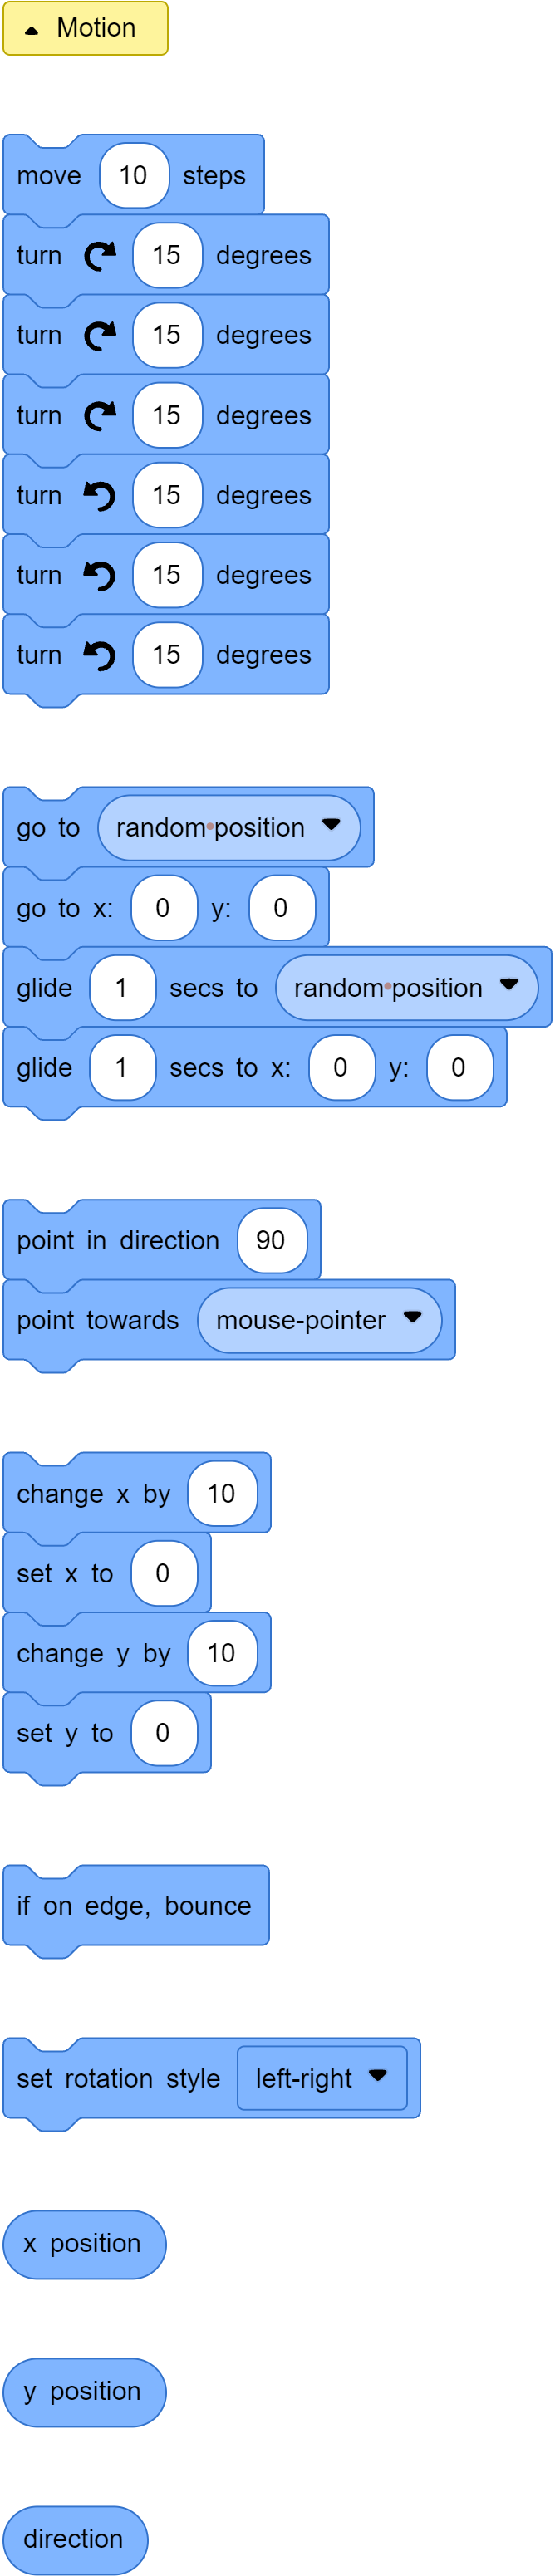 Motion
move 10 steps
turn 15 degrees
turn 15 degrees
turn 15 degrees
turn 15 degrees
turn 15 degrees
turn 15 degrees
go to random position
go to x: 0 y: 0
glide 1 secs to random position
glide 1 secs to x: 0 y: 0
point in direction 90
point towards mouse-pointer
change x by 10
set x to 0
change y by 10
set y to 0
if on edge, bounce
set rotation style left-right
x position
y position
direction